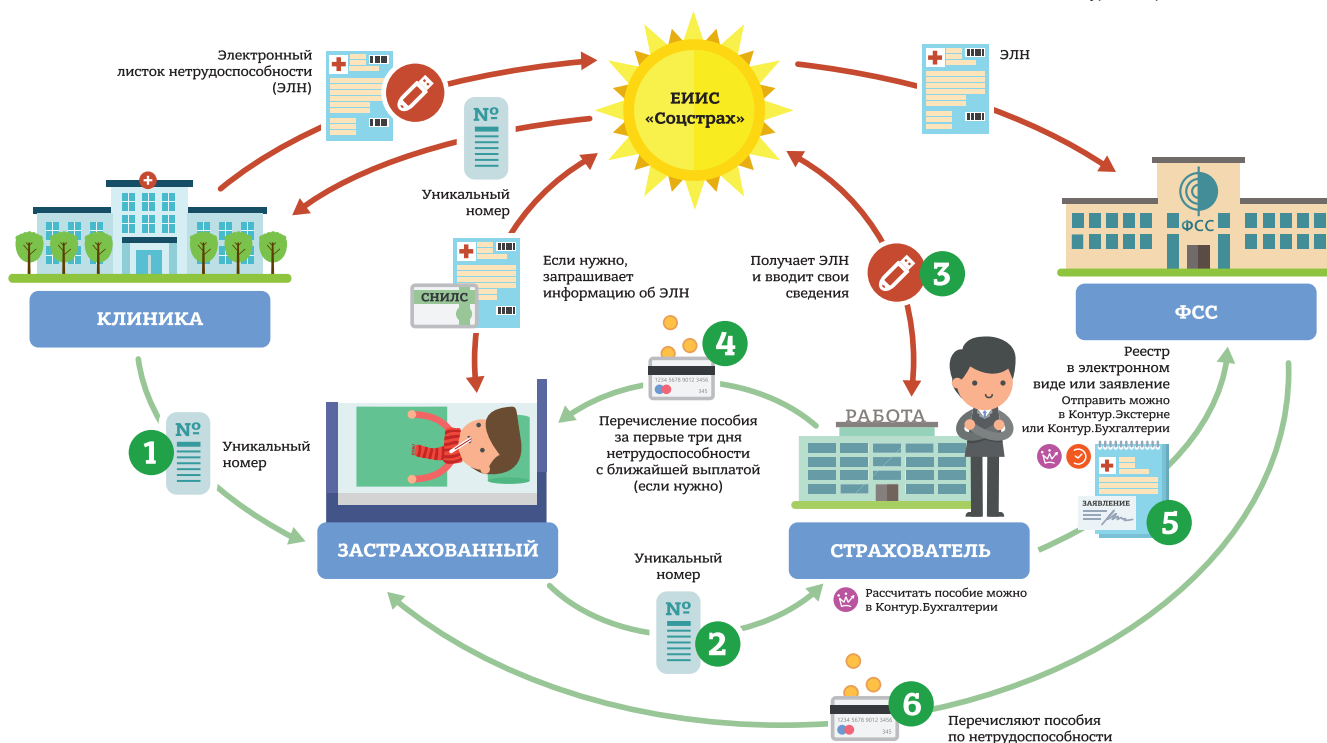 Электронный
листок нетрудоспособности
(ЭЛН)
ЕИИС
«Соцстрах»
ЭЛН
Nº
Уникальный
номер
ФСС
КЛИНИКА
СНИЛС
Если нужно,
запрашивает
информацию об ЭЛН
Получает ЭЛН
и вводит свои
сведения
3
ФСС
4
1234 5678 9012 3456
345
Реестр
в электронном
виде или заявление
Отправить можно
в Контур.Экстерне
или Контур.Бухгалтерии
1
Nº
Уникальный
номер
Перечисление пособия
за первые три дня
нетрудоспособности
с ближайшей выплатой
(если нужно)
РАБОТА
ЗАЯВЛЕНИЕ
5
ЗАСТРАХОВАННЫЙ
СТРАХОВАТЕЛЬ
Уникальный
номер
Nº
2
Рассчитать пособие можно
в Контур.Бухгалтерии
6
1234 5678 9012 3456
345
Перечисляют пособия
по нетрудоспособности